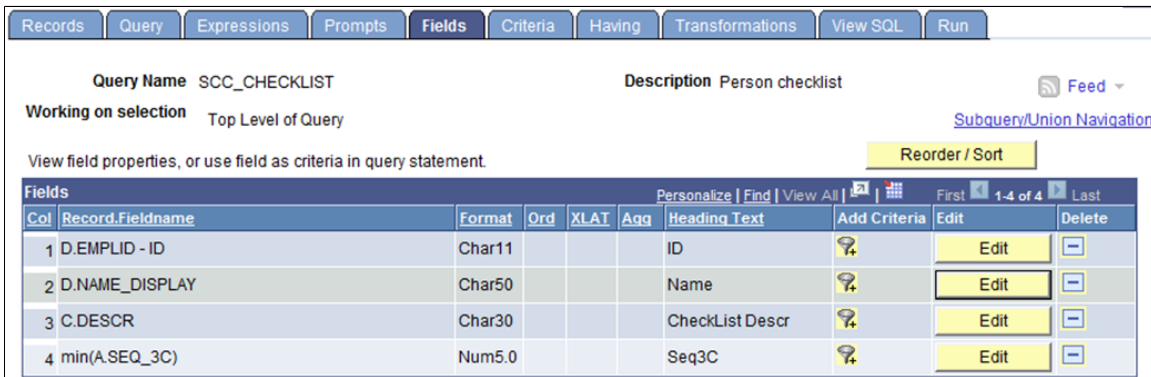 Records Query Expressions Prompts Fields Criteria Having Transformations View SQL Run
Query Name SCC_CHECKLIST Description Person checklist Feed
Working on selection Top Level of Query Subquery/Union Navigation
View field properties, or use field as criteria in query statement. Reorder / Sort
Fields Personalize | Find | View All | | First 1-4 of 4 Last
Col Record.Fieldname Format Ord XLAT Agg Heading Text Add Criteria Edit Delete
1 D.EMPLID - ID Char11 ID Edit
2 D.NAME_DISPLAY Char50 Name Edit
3 C.DESCR Char30 CheckList Descr Edit
4 min(A.SEQ_3C) Num5.0 Seq3C Edit